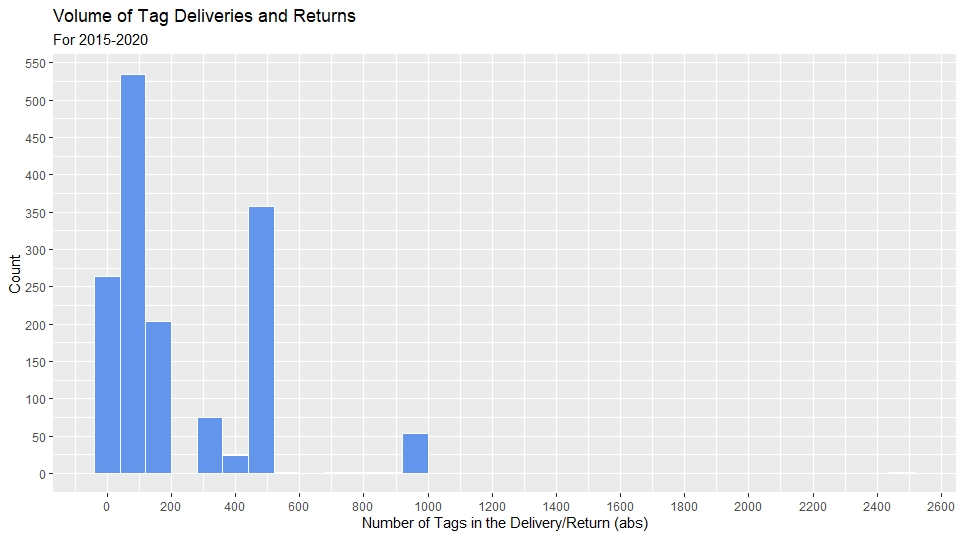 Volume of Tag Deliveries and Returns
For 2015-2020
550
500
450
400
350
300
250
200
150
100
50
0
Count
0 200 400 600 800 1000 1200 1400 1600 1800 2000 2200 2400 2600
Number of Tags in the Delivery/Return (abs)